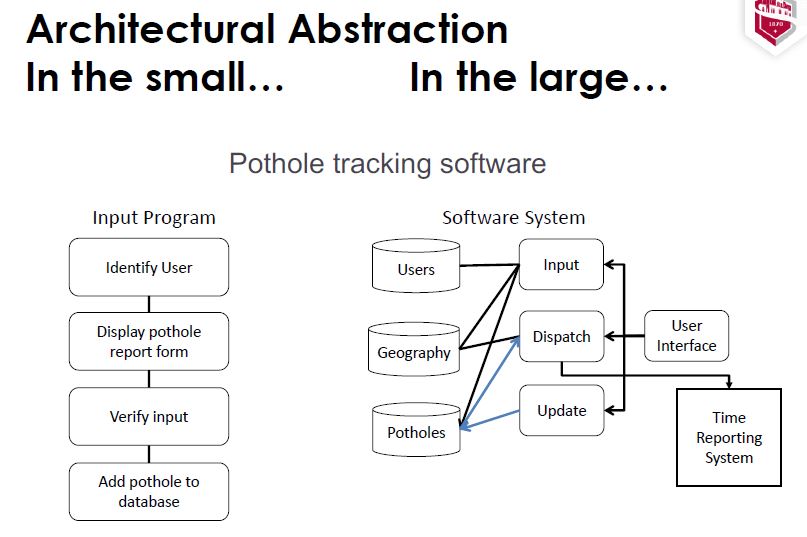 Architectural Abstraction
In the small… In the large…
1870
Pothole tracking software
Input Program
Identify User
Display pothole
report form
Verify input
Add pothole to
database
Software System
Users
Geography
Potholes
Input
Dispatch
Update
User
Interface
Time
Reporting
System